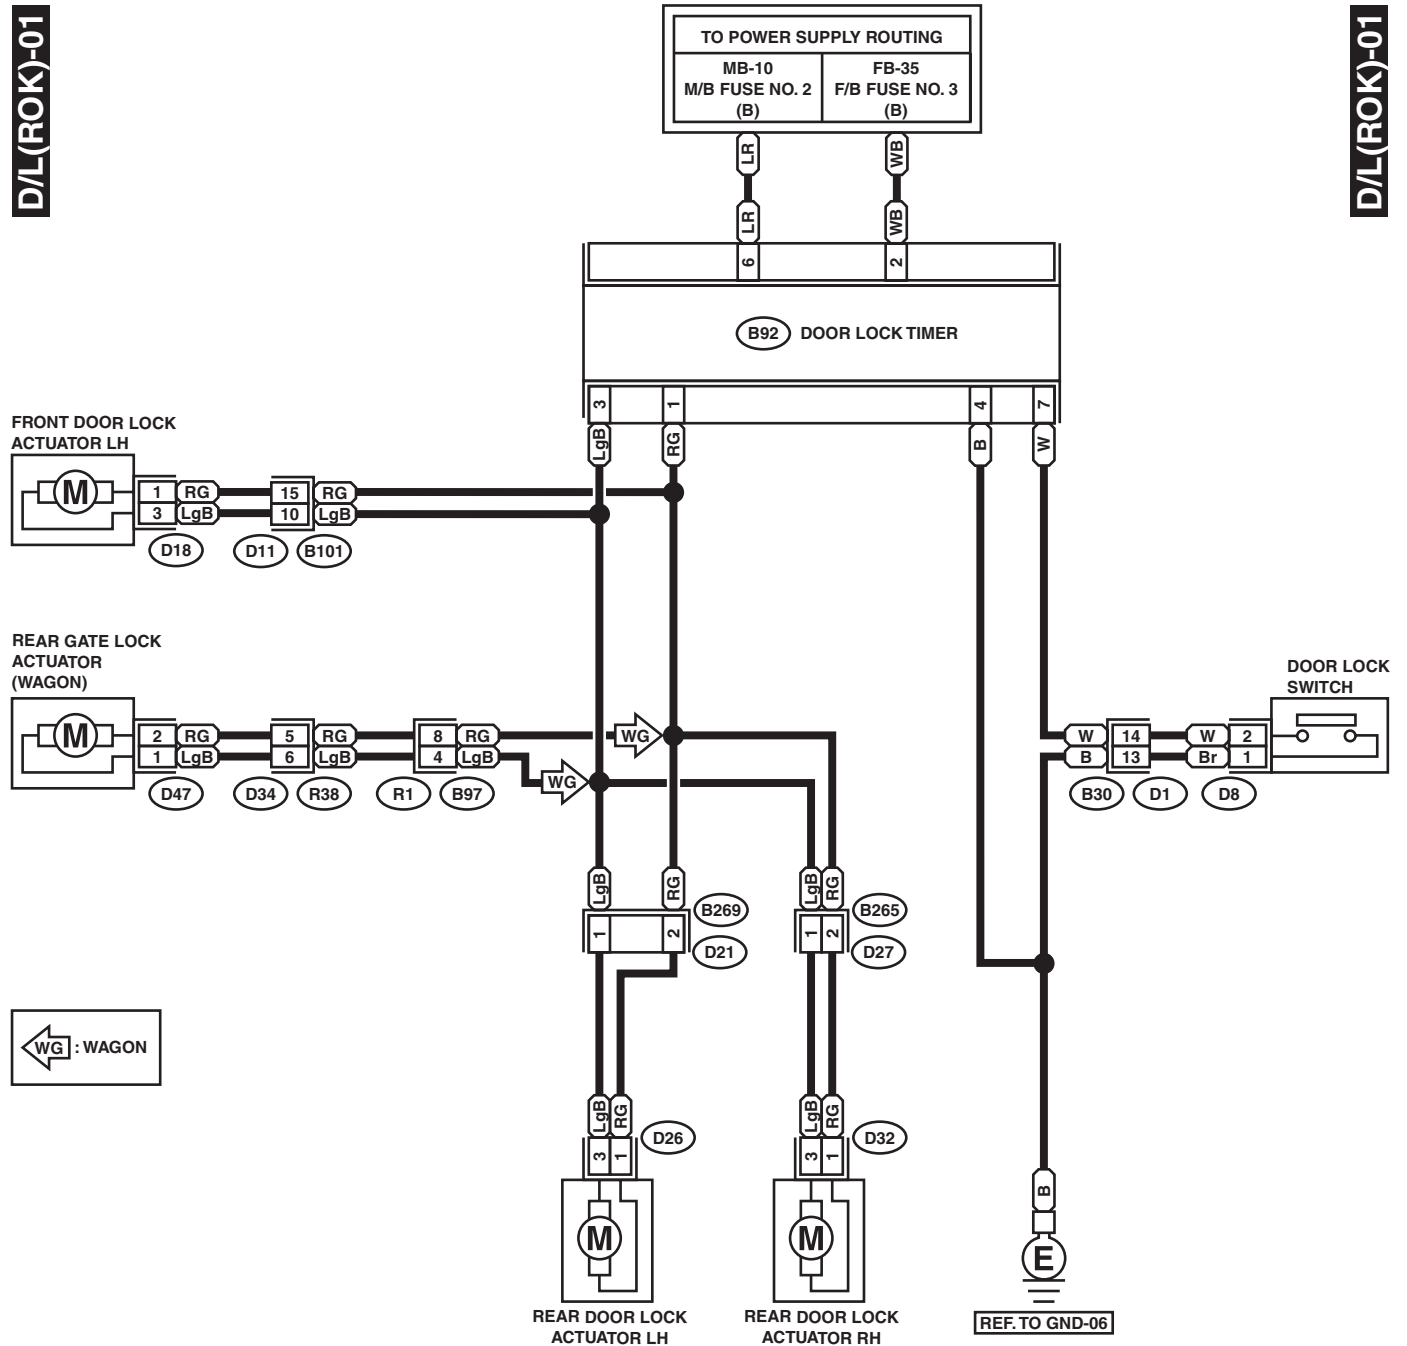 D/L(ROK)-01
D/L(ROK)-01
TO POWER SUPPLY ROUTING
MB-10
M/B FUSE NO. 2
(B)
FB-35
F/B FUSE NO. 3
(B)
LR
WB
LR
WB
6
2
B92
DOOR LOCK TIMER
3
1
4
7
LgB
RG
B
W
FRONT DOOR LOCK
ACTUATOR LH
M
1 RG 15 RG
3 LgB 10 LgB
D18
D11
B101
REAR GATE LOCK
ACTUATOR
(WAGON)
M
2 RG 5 RG 8 RG
1 LgB 6 LgB 4 LgB
D47
D34
R38
R1
B97
WG
WG
DOOR LOCK
SWITCH
W 14 W 2
B 13 Br 1
B30
D1
D8
LgB
RG
LgB
RG
B269
B265
1
2
1
2
D21
D27
WG : WAGON
LgB
RG
LgB
RG
D26
D32
3
1
3
1
M
M
B
E
REAR DOOR LOCK
ACTUATOR LH
REAR DOOR LOCK
ACTUATOR RH
REF. TO GND-06